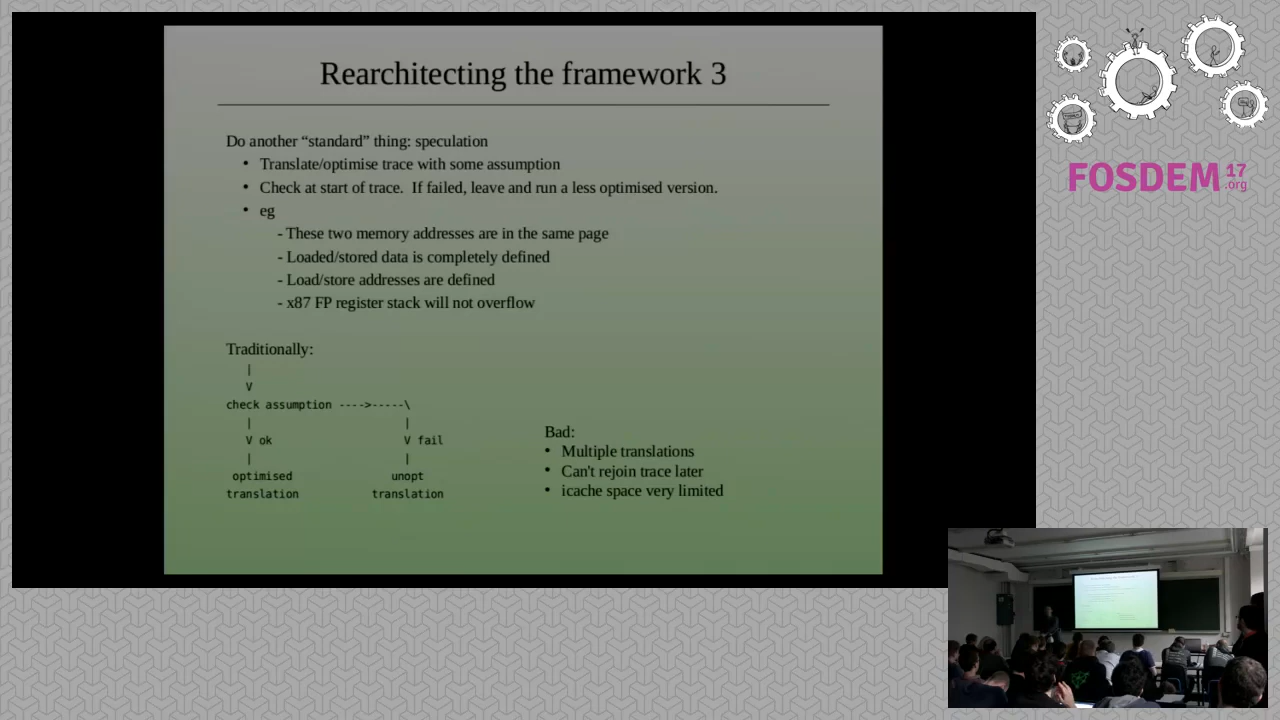 Rearchitecting the framework 3
Do another “standard” thing: speculation
• Translate/optimise trace with some assumption
• Check at start of trace.  If failed, leave and run a less optimised version.
• eg
- These two memory addresses are in the same page
- Loaded/stored data is completely defined
- Load/store addresses are defined
- x87 FP register stack will not overflow
Traditionally:
|
V
check assumption ---->-----\
|                       |
V ok                    V fail
|                       |
optimised               unopt
translation           translation
Bad:
• Multiple translations
• Can't rejoin trace later
• icache space very limited
FOSDEM 17
.org